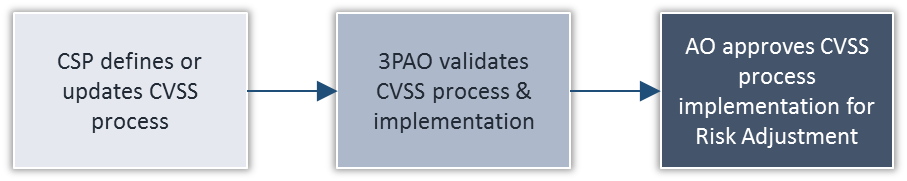 CSP defines or
updates CVSS
process
3PAO validates
CVSS process &
implementation
AO approves CVSS
process
implementation for
Risk Adjustment